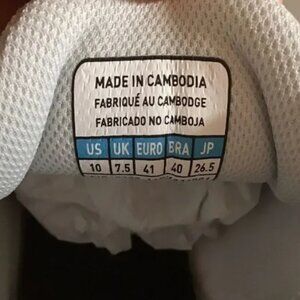 MADE IN CAMBODIA
FABRIQUÉ AU CAMBODGE
FABRICADO NO CAMBOJA
US UK EURO BRA JP
10 7.5 41 40 26.5